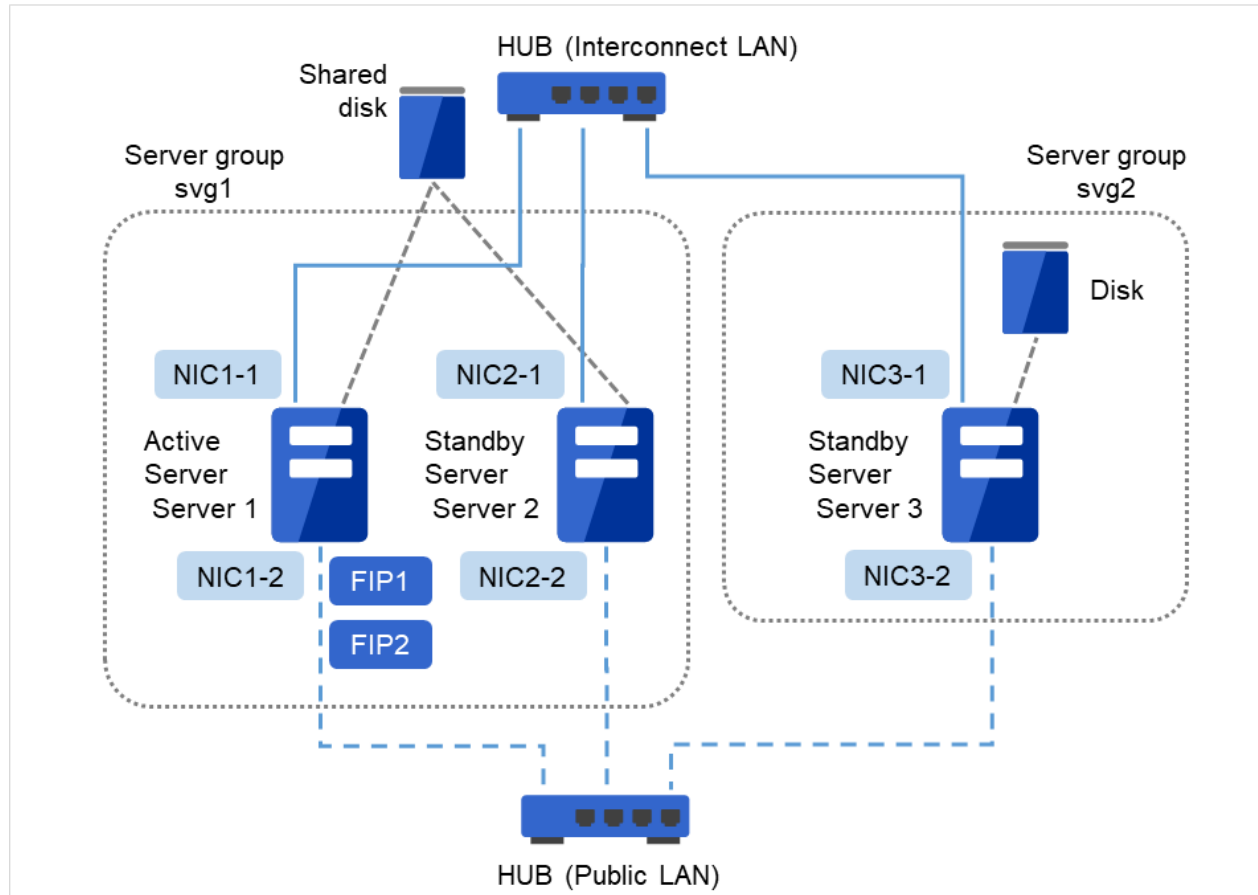 HUB (Interconnect LAN)
Shared
disk
Server group
svg1
Server group
svg2
Disk
NIC1-1
NIC2-1
NIC3-1
Active
Server
Server 1
Standby
Server
Server 2
Standby
Server
Server 3
NIC1-2
FIP1
NIC2-2
NIC3-2
FIP2
HUB (Public LAN)